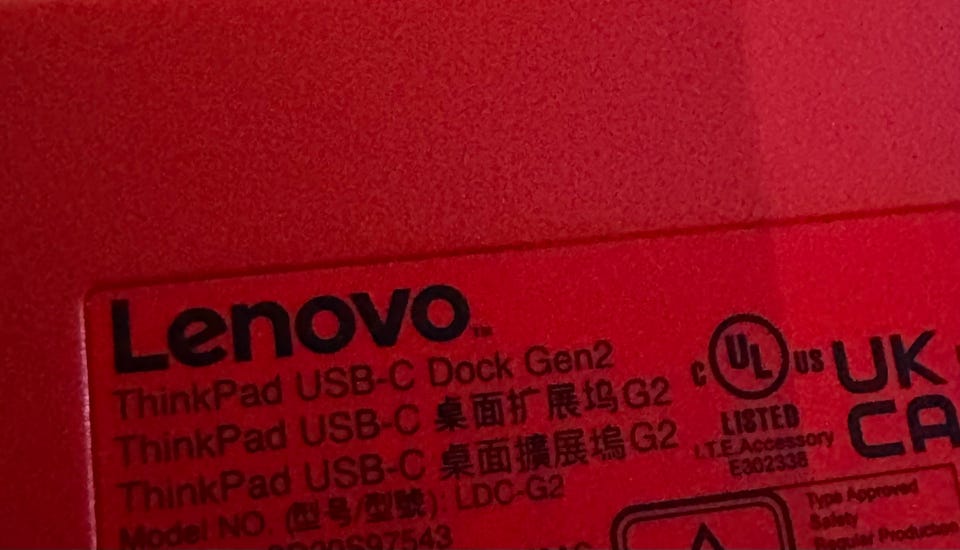 Lenovo™
ThinkPad USB-C Dock Gen2
ThinkPad USB-C 桌面扩展坞G2
ThinkPad USB-C 桌面擴展塢G2
Model NO. (型号/型號): LDC-G2
C UL US
LISTED
I.T.E.Accessory
E302338
UK
CA
Type Approved
Safety
Regular Production